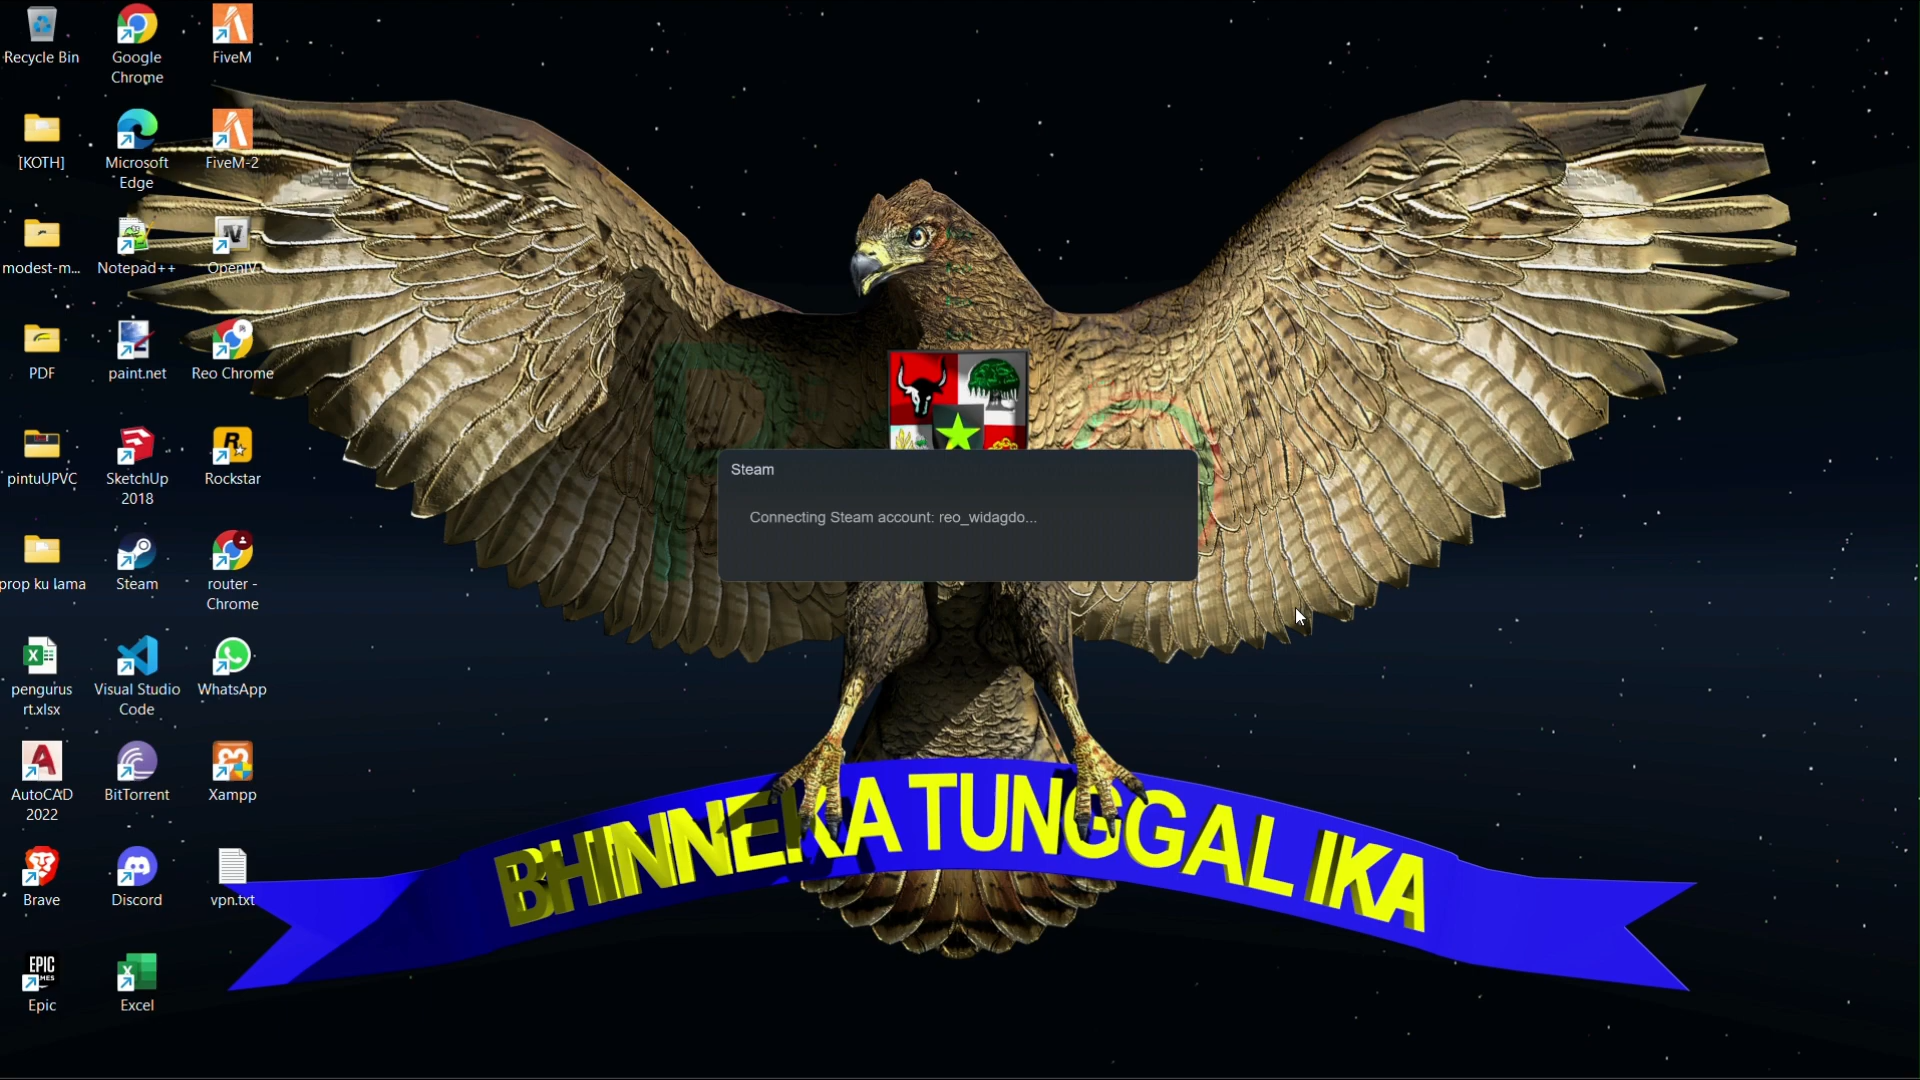 Recycle Bin
Google
Chrome
FiveM
[KOTH]
Microsoft
Edge
FiveM-2
modest-m...
Notepad++
OpenIV
PDF
paint.net
Reo Chrome
pintuUPVC
SketchUp
2018
Rockstar
prop ku lama
Steam
router -
Chrome
pengurus
rt.xlsx
Visual Studio
Code
WhatsApp
AutoCAD
2022
BitTorrent
Xampp
Brave
Discord
vpn.txt
EPIC
Epic
Excel
Steam
Connecting Steam account: reo_widagdo...
BHINNEKA TUNGGAL IKA